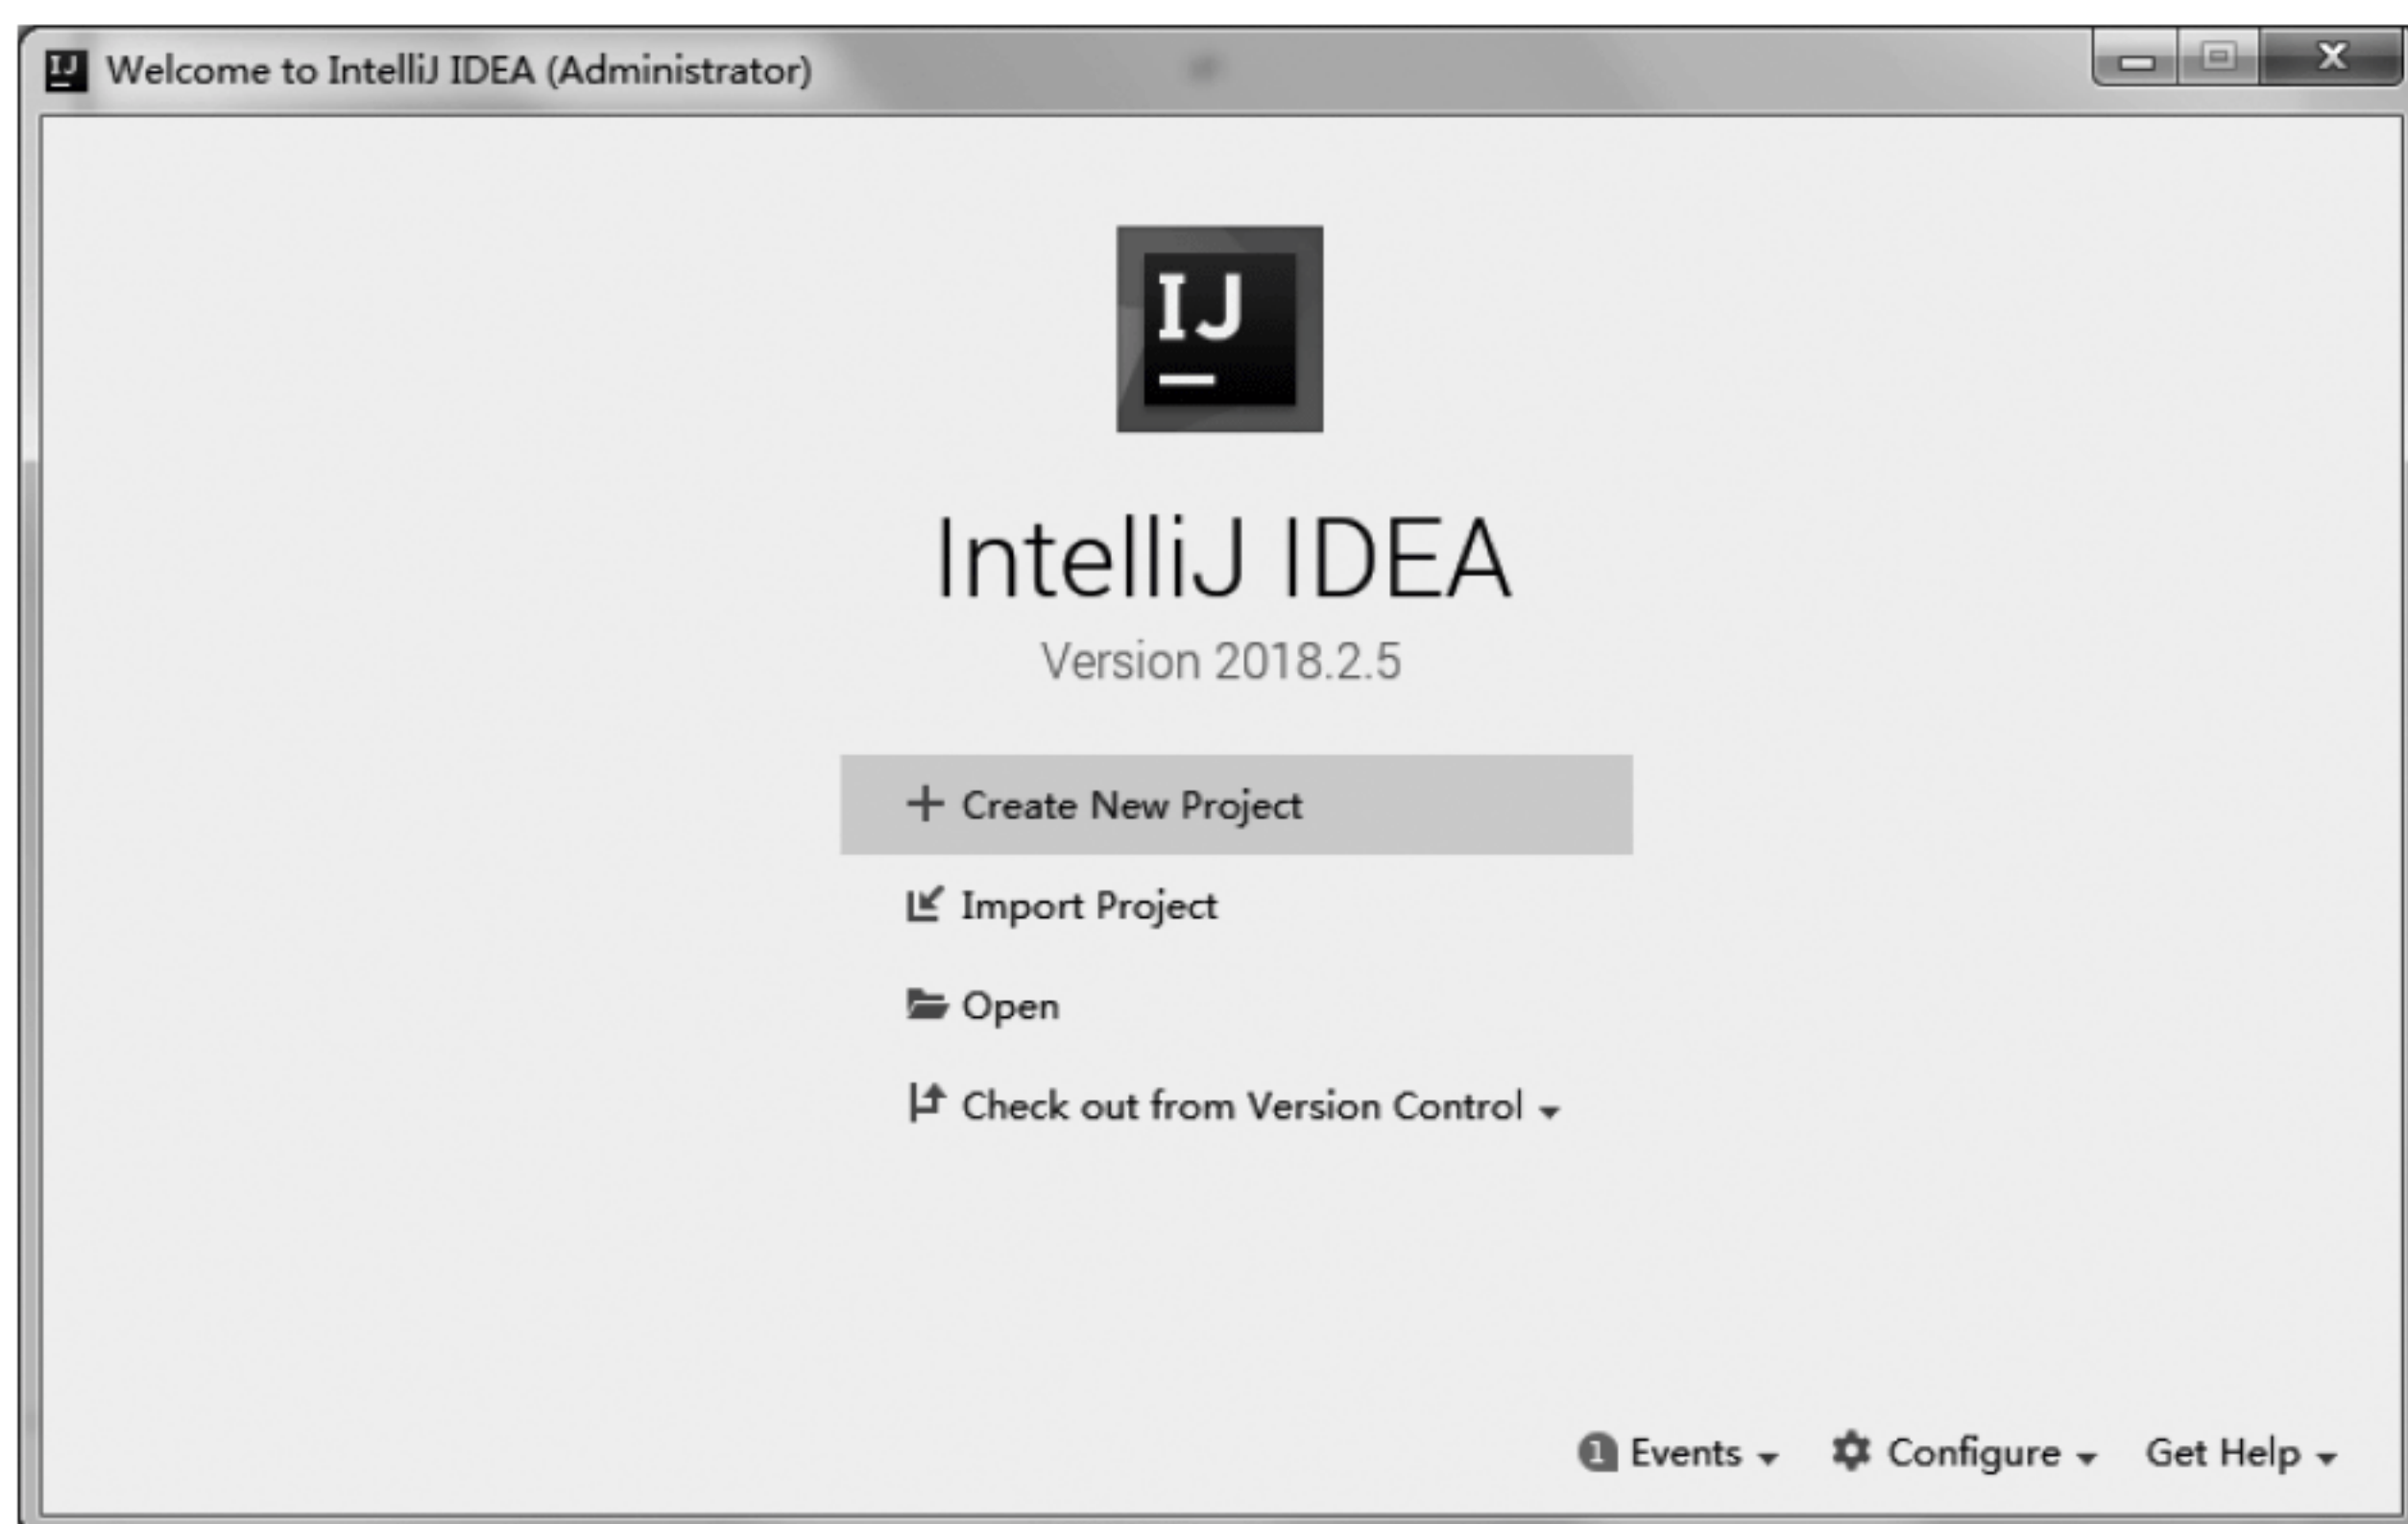 IJ Welcome to IntelliJ IDEA (Administrator)
IJ
IntelliJ IDEA
Version 2018.2.5
Create New Project
Import Project
Open
Check out from Version Control
1 Events Configure Get Help